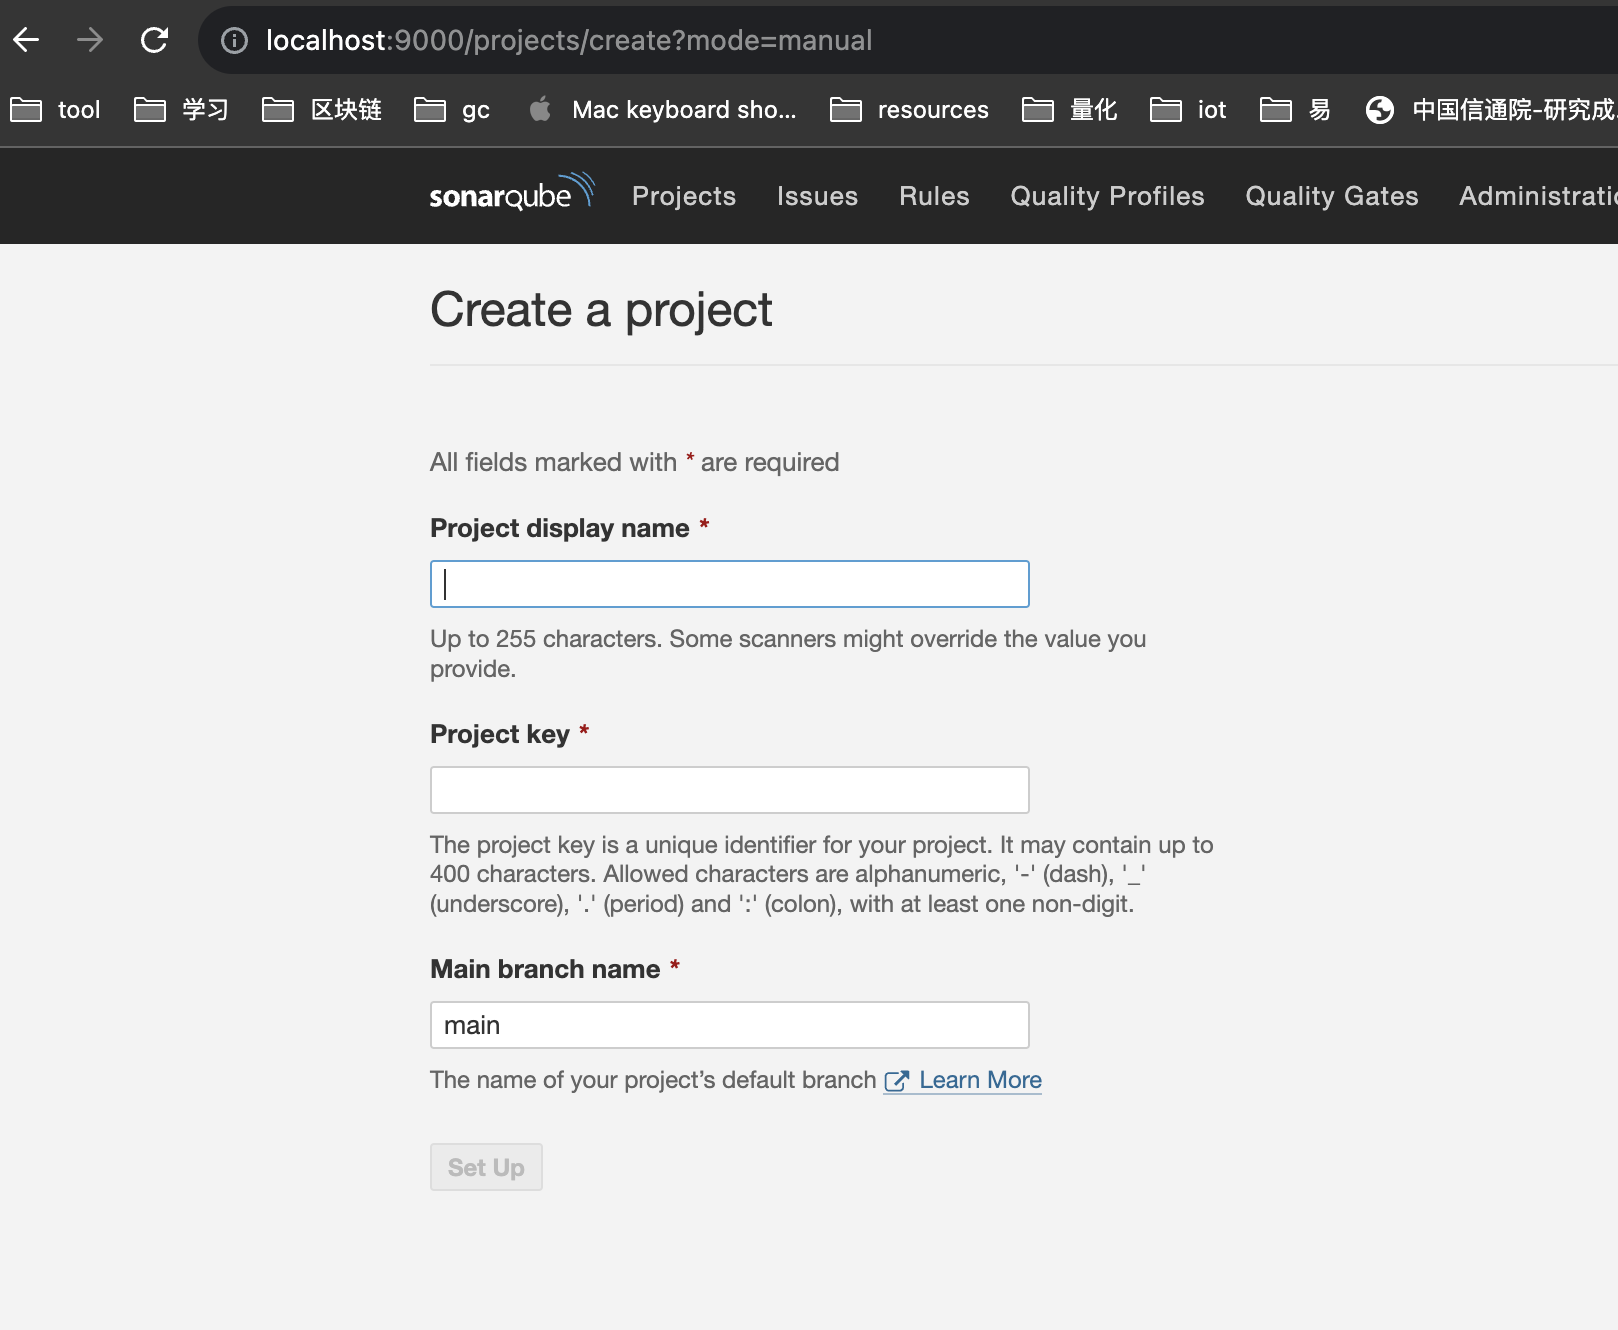 localhost:9000/projects/create?mode=manual
tool 学习 区块链 gc Mac keyboard sho... resources 量化 iot 易 中国信通院-研究成
sonarqube Projects Issues Rules Quality Profiles Quality Gates Administratio
Create a project
All fields marked with * are required
Project display name *
Up to 255 characters. Some scanners might override the value you
provide.
Project key *
The project key is a unique identifier for your project. It may contain up to
400 characters. Allowed characters are alphanumeric, '-' (dash), '_'
(underscore), '.' (period) and ':' (colon), with at least one non-digit.
Main branch name *
main
The name of your project’s default branch Learn More
Set Up